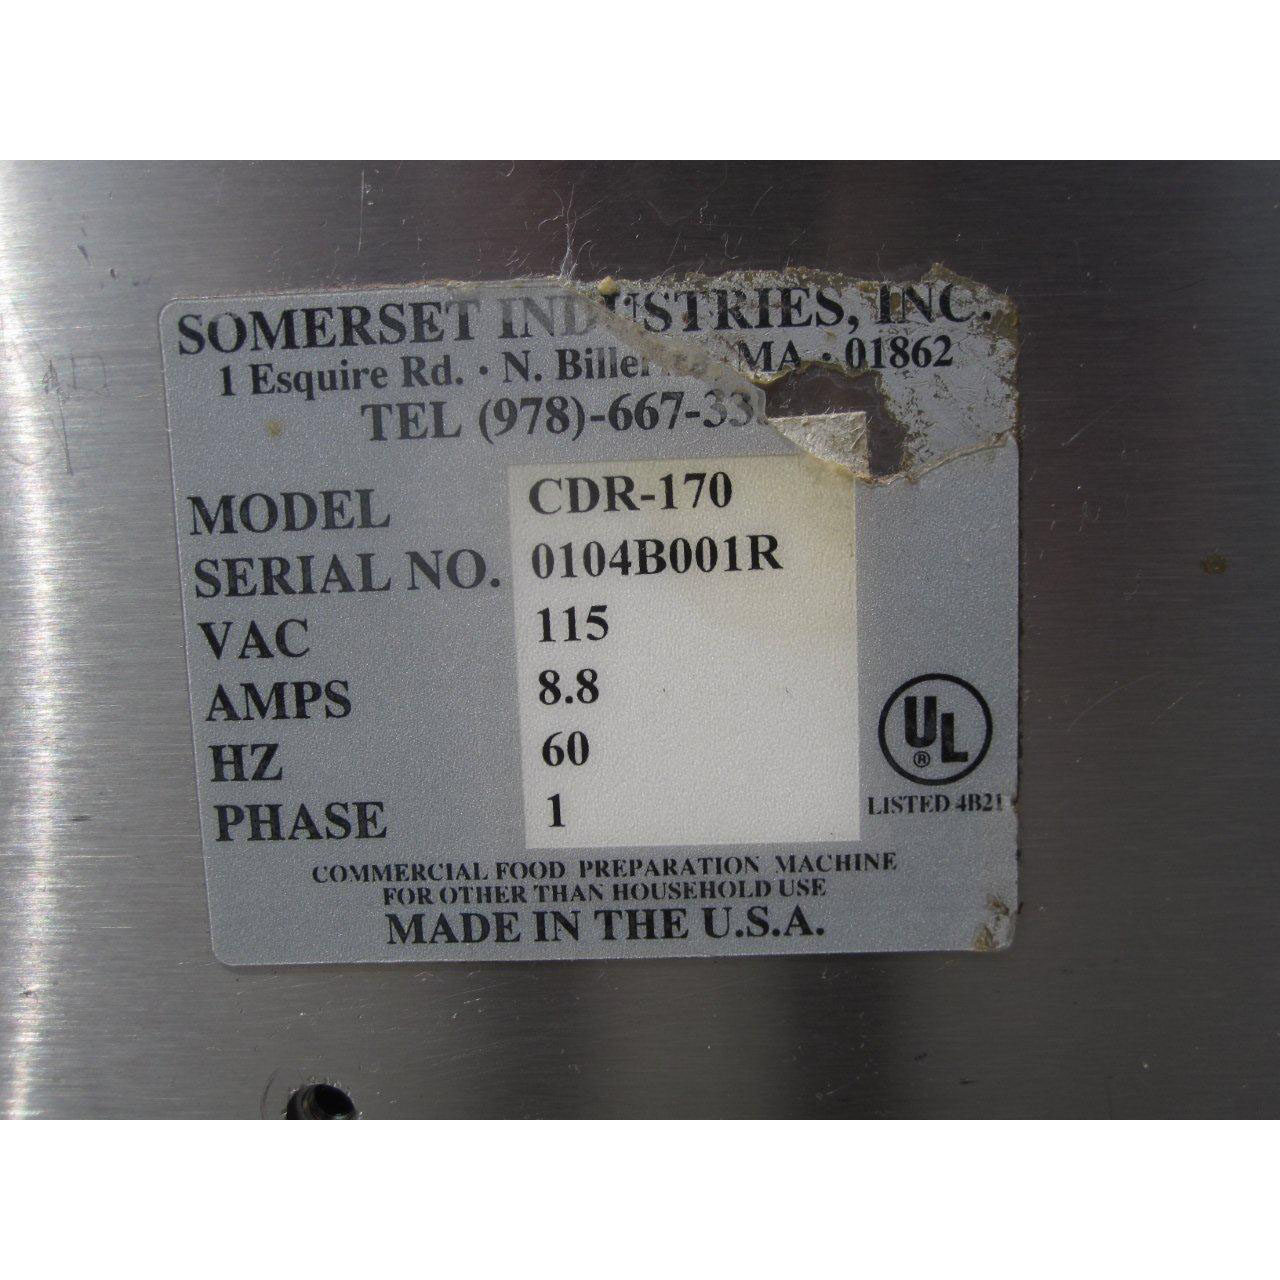 SOMERSET INDUSTRIES, INC.
1 Esquire Rd. · N. MA · 01862
TEL (978)-667-
MODEL CDR-170
SERIAL NO. 0104B001R
VAC 115
AMPS 8.8
HZ 60
PHASE 1
UL
®
LISTED 4B21
COMMERCIAL FOOD PREPARATION MACHINE
FOR OTHER THAN HOUSEHOLD USE
MADE IN THE U.S.A.